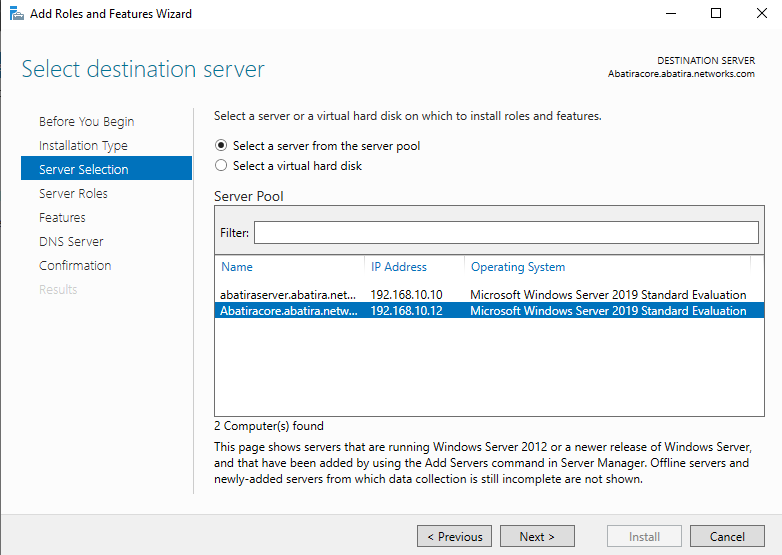 Add Roles and Features Wizard
Select destination server
DESTINATION SERVER
Abatiracore.abatira.networks.com
Before You Begin
Installation Type
Server Selection
Server Roles
Features
DNS Server
Confirmation
Results
Select a server or a virtual hard disk on which to install roles and features.
Select a server from the server pool
Select a virtual hard disk
Server Pool
Filter:
Name IP Address Operating System
abatiraserver.abatira.net... 192.168.10.10 Microsoft Windows Server 2019 Standard Evaluation
Abatiracore.abatira.netw... 192.168.10.12 Microsoft Windows Server 2019 Standard Evaluation
2 Computer(s) found
This page shows servers that are running Windows Server 2012 or a newer release of Windows Server,
and that have been added by using the Add Servers command in Server Manager. Offline servers and
newly-added servers from which data collection is still incomplete are not shown.
< Previous Next > Install Cancel